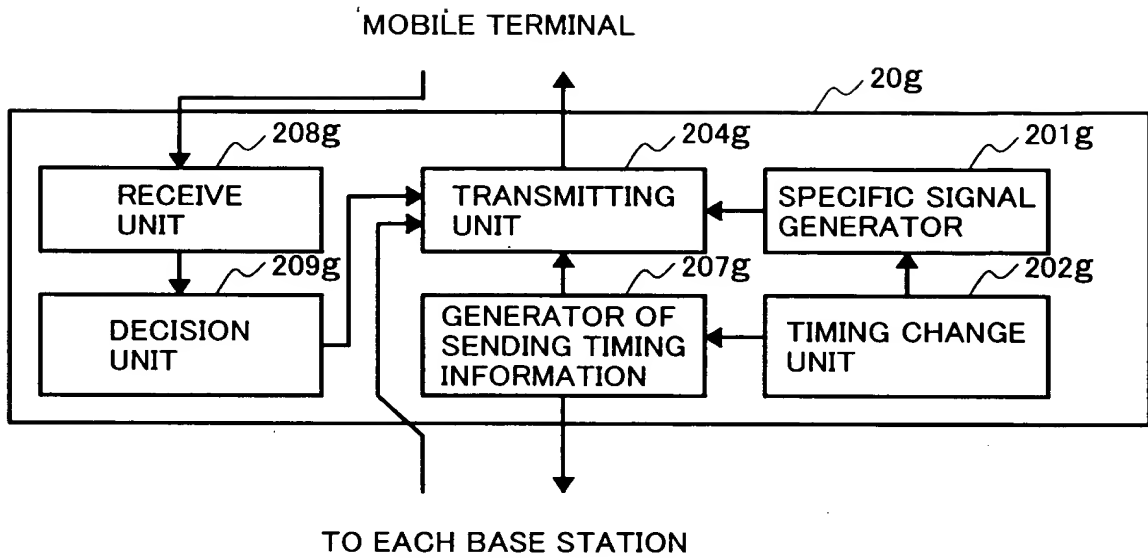 MOBILE TERMINAL
20g
208g
204g
201g
RECEIVE
UNIT
TRANSMITTING
UNIT
SPECIFIC SIGNAL
GENERATOR
209g
207g
202g
DECISION
UNIT
GENERATOR OF
SENDING TIMING
INFORMATION
TIMING CHANGE
UNIT
TO EACH BASE STATION